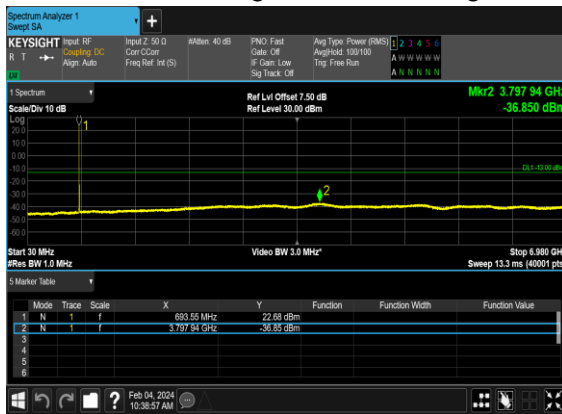 Spectrum Analyzer 1
Swept SA
KEYSIGHT Input: RF Input Z: 50 Ω #Atten: 40 dB PNO: Fast Avg Type: Power (RMS) 1 2 3 4 5 6
R T Coupling: DC Corr CCorr Gate: Off Avg|Hold: 100/100 A W W W W W
Align: Auto Freq Ref: Int (S) IF Gain: Low Trig: Free Run A N N N N N
Sig Track: Off
1 Spectrum
Scale/Div 10 dB Ref Lvl Offset 7.50 dB Mkr2 3.797 94 GHz
Ref Level 30.00 dBm -36.850 dBm
Log
20.0
10.0
0.00
-10.0
-20.0
-30.0
-40.0
-50.0
-60.0
1
DL1 -13.00 dB
2
Start 30 MHz Video BW 3.0 MHz* Stop 6.980 GH
#Res BW 1.0 MHz Sweep 13.3 ms (40001 pts
5 Marker Table
Mode Trace Scale X Y Function Function Width Function Value
1 N 1 f 693.55 MHz 22.68 dBm
2 N 1 f 3.797 94 GHz -36.85 dBm
3
4
5
6
? Feb 04, 2024
10:38:57 AM